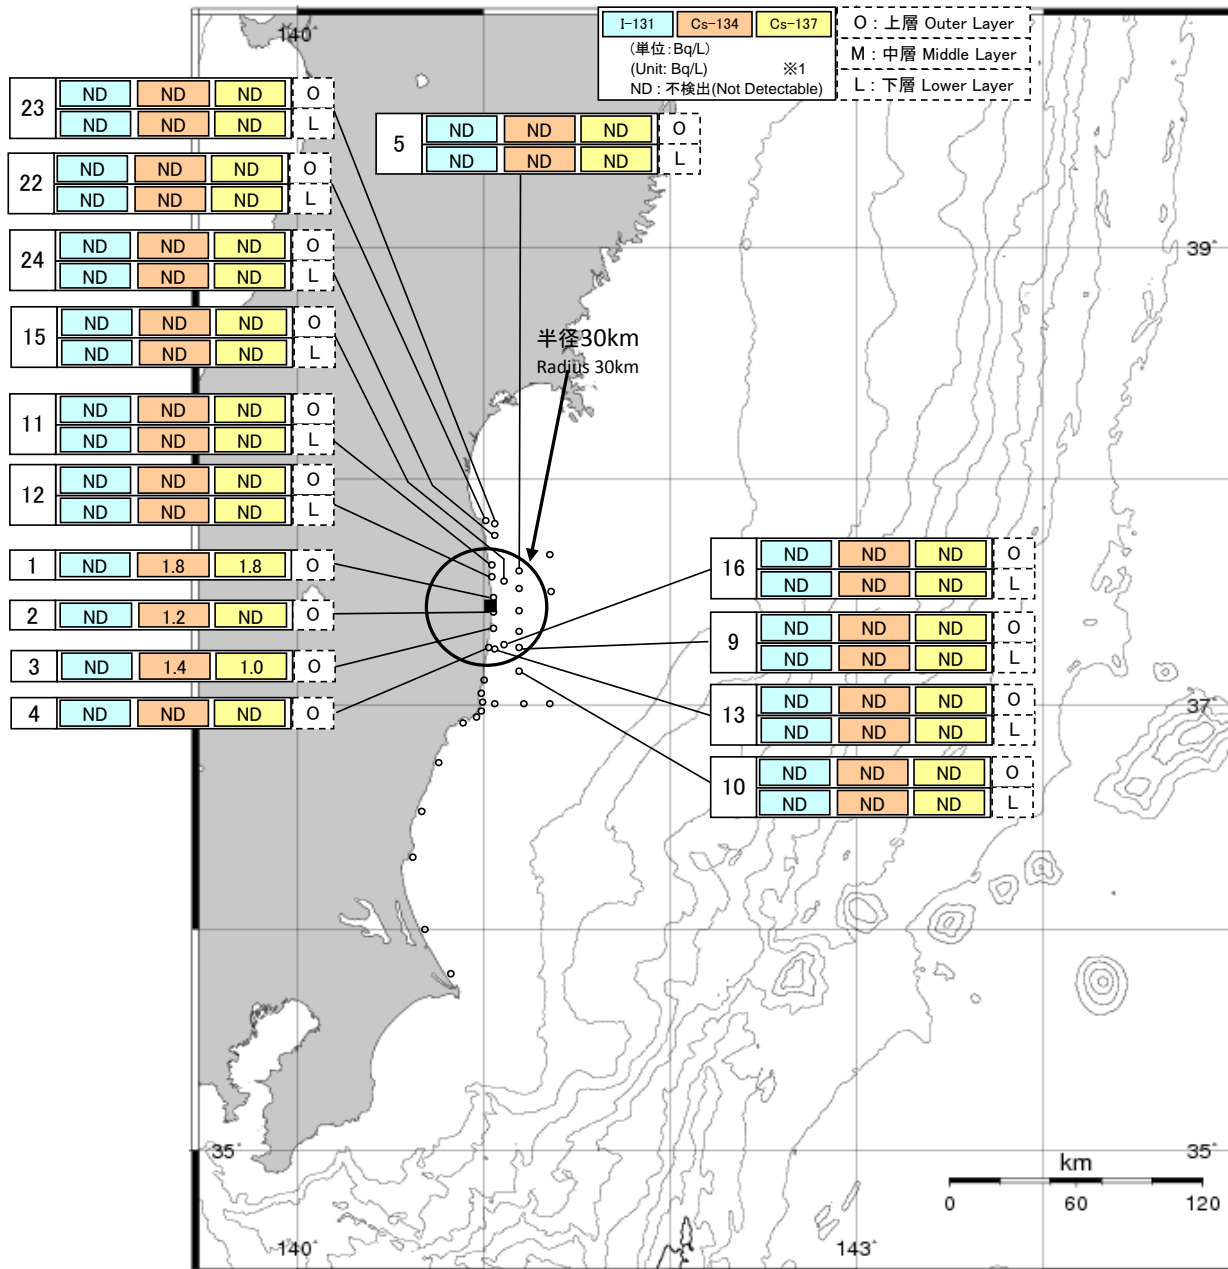 140°
I-131 Cs-134 Cs-137
(単位:Bq/L)
(Unit: Bq/L) ※1
ND : 不検出(Not Detectable)
O : 上層 Outer Layer
M : 中層 Middle Layer
L : 下層 Lower Layer
23
ND ND ND O
ND ND ND L
5
ND ND ND O
ND ND ND L
22
ND ND ND O
ND ND ND L
24
ND ND ND O
ND ND ND L
39°
15
ND ND ND O
ND ND ND L
半径30km
Radius 30km
11
ND ND ND O
ND ND ND L
12
ND ND ND O
ND ND ND L
1 ND 1.8 1.8 O
2 ND 1.2 ND O
3 ND 1.4 1.0 O
4 ND ND ND O
16
ND ND ND O
ND ND ND L
9
ND ND ND O
ND ND ND L
13
ND ND ND O
ND ND ND L
37°
10
ND ND ND O
ND ND ND L
35°
35°
km
0 60 120
140°
143°